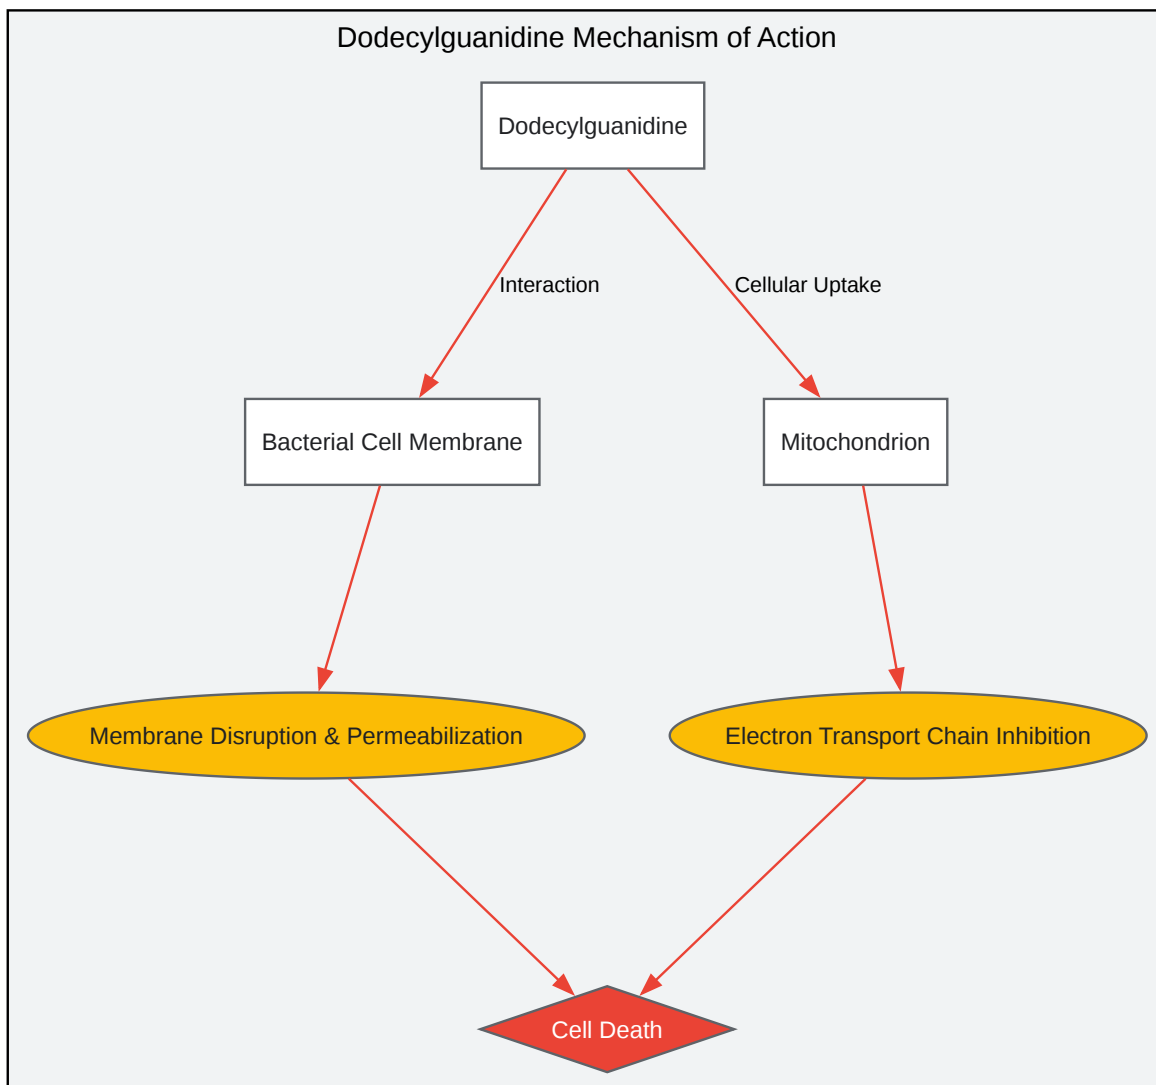 Dodecylguanidine Mechanism of Action
Dodecylguanidine
Interaction
Cellular Uptake
Bacterial Cell Membrane
Mitochondrion
Membrane Disruption & Permeabilization
Electron Transport Chain Inhibition
Cell Death